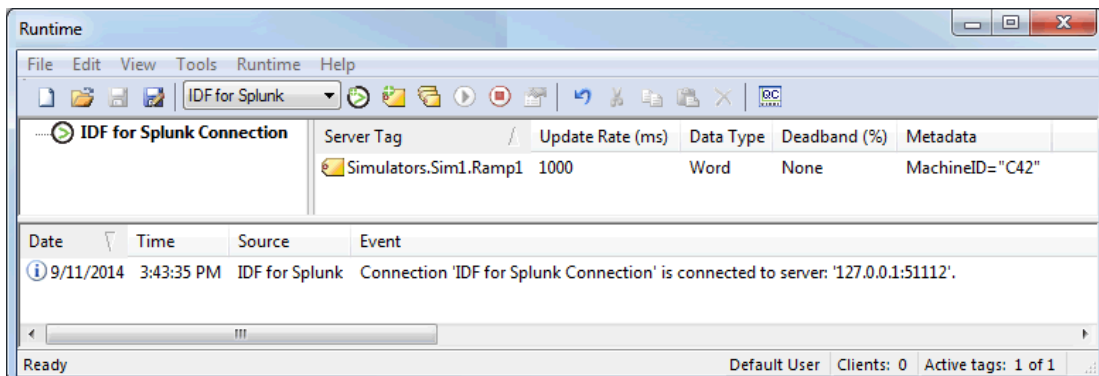 Runtime
File Edit View Tools Runtime Help
IDF for Splunk
QC
IDF for Splunk Connection
Server Tag Update Rate (ms) Data Type Deadband (%) Metadata
Simulators.Sim1.Ramp1 1000 Word None MachineID="C42"
Date Time Source Event
9/11/2014 3:43:35 PM IDF for Splunk Connection 'IDF for Splunk Connection' is connected to server: '127.0.0.1:51112'.
Ready Default User Clients: 0 Active tags: 1 of 1